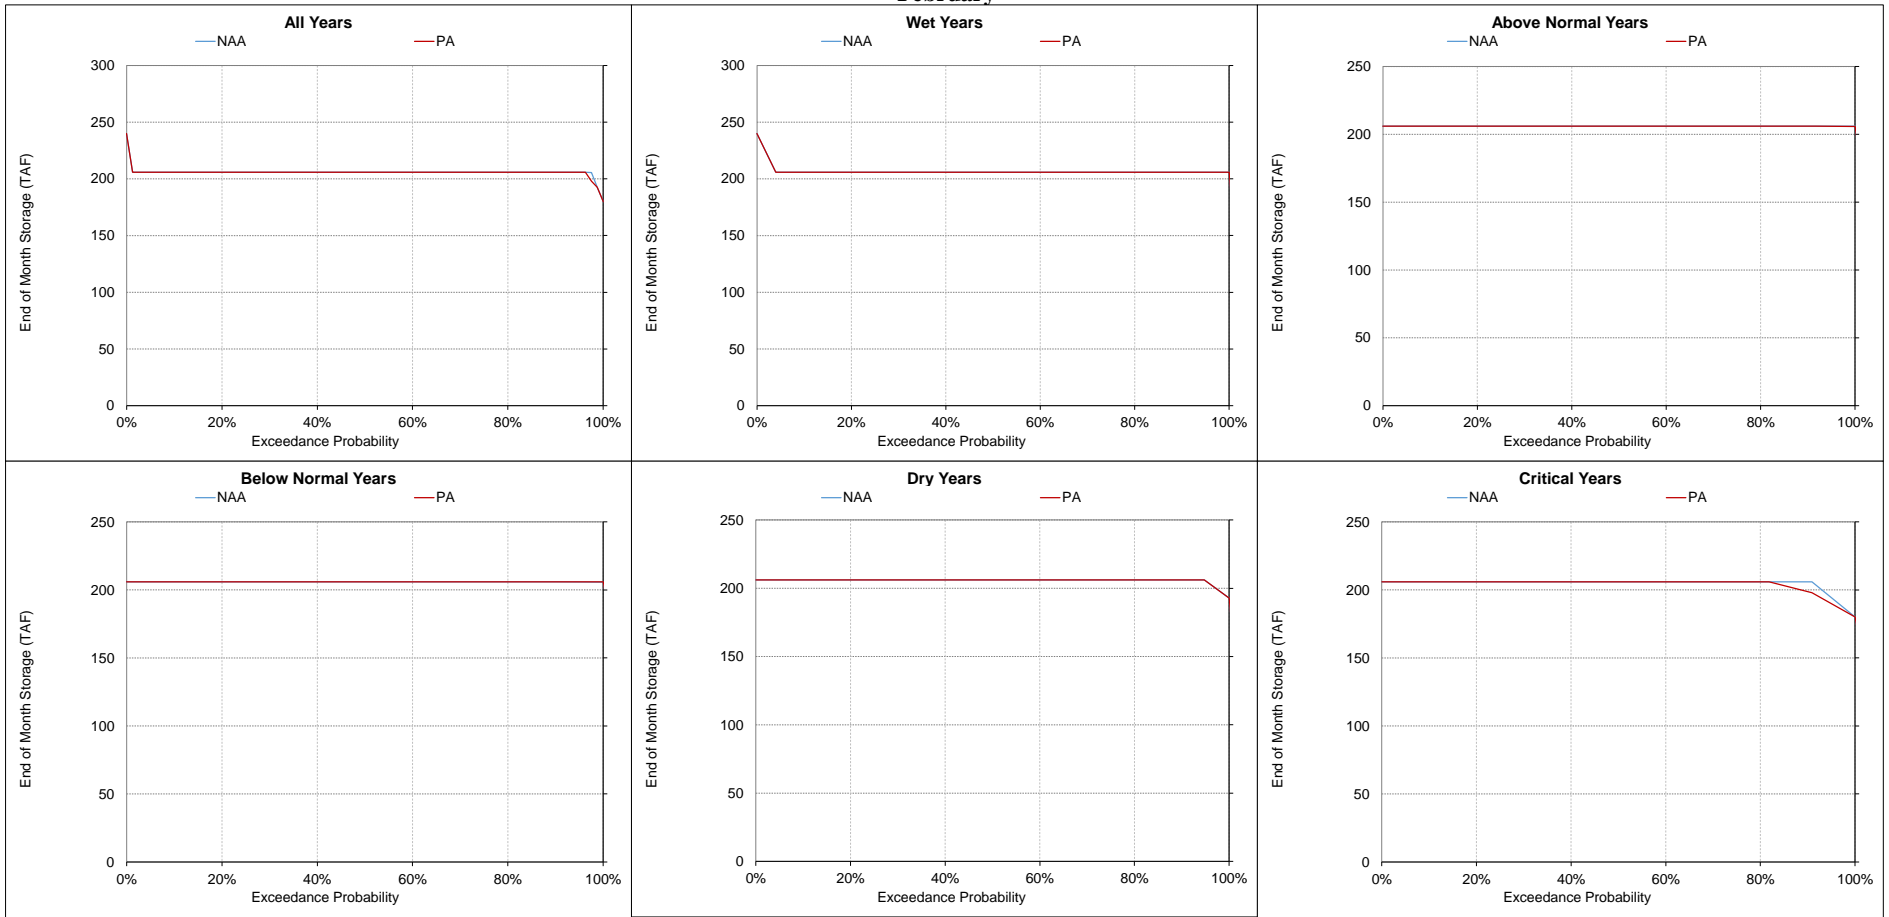 February
All Years
NAA PA
300
250
200
150
100
50
0
0% 20% 40% 60% 80% 100%
Exceedance Probability
End of Month Storage (TAF)
Wet Years
NAA PA
300
250
200
150
100
50
0
0% 20% 40% 60% 80% 100%
Exceedance Probability
End of Month Storage (TAF)
Above Normal Years
NAA PA
250
200
150
100
50
0
0% 20% 40% 60% 80% 100%
Exceedance Probability
End of Month Storage (TAF)
Below Normal Years
NAA PA
250
200
150
100
50
0
0% 20% 40% 60% 80% 100%
Exceedance Probability
End of Month Storage (TAF)
Dry Years
NAA PA
250
200
150
100
50
0
0% 20% 40% 60% 80% 100%
Exceedance Probability
End of Month Storage (TAF)
Critical Years
NAA PA
250
200
150
100
50
0
0% 20% 40% 60% 80% 100%
Exceedance Probability
End of Month Storage (TAF)